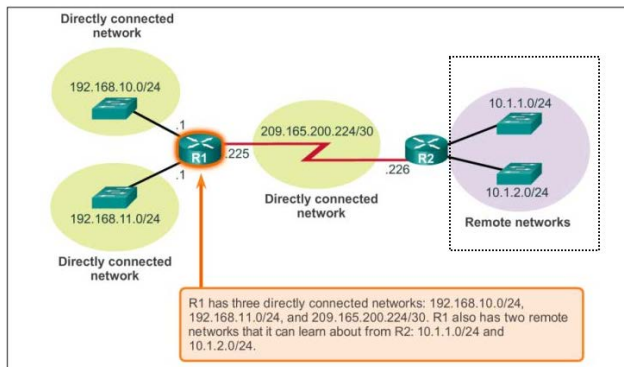 Directly connected
network
192.168.10.0/24
.1
R1
.225
.1
192.168.11.0/24
Directly connected
network
209.165.200.224/30
.226
R2
Directly connected
network
10.1.1.0/24
10.1.2.0/24
Remote networks
R1 has three directly connected networks: 192.168.10.0/24,
192.168.11.0/24, and 209.165.200.224/30. R1 also has two remote
networks that it can learn about from R2: 10.1.1.0/24 and
10.1.2.0/24.